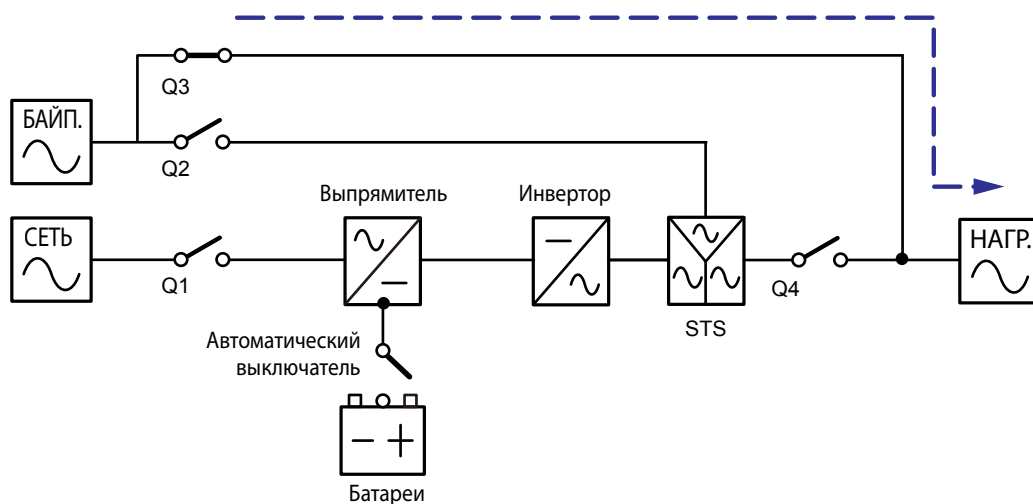 Q3
БАЙП.
Q2
Выпрямитель
Инвертор
СЕТЬ
НАГР.
Q1
Q4
STS
Автоматический
выключатель
Батареи